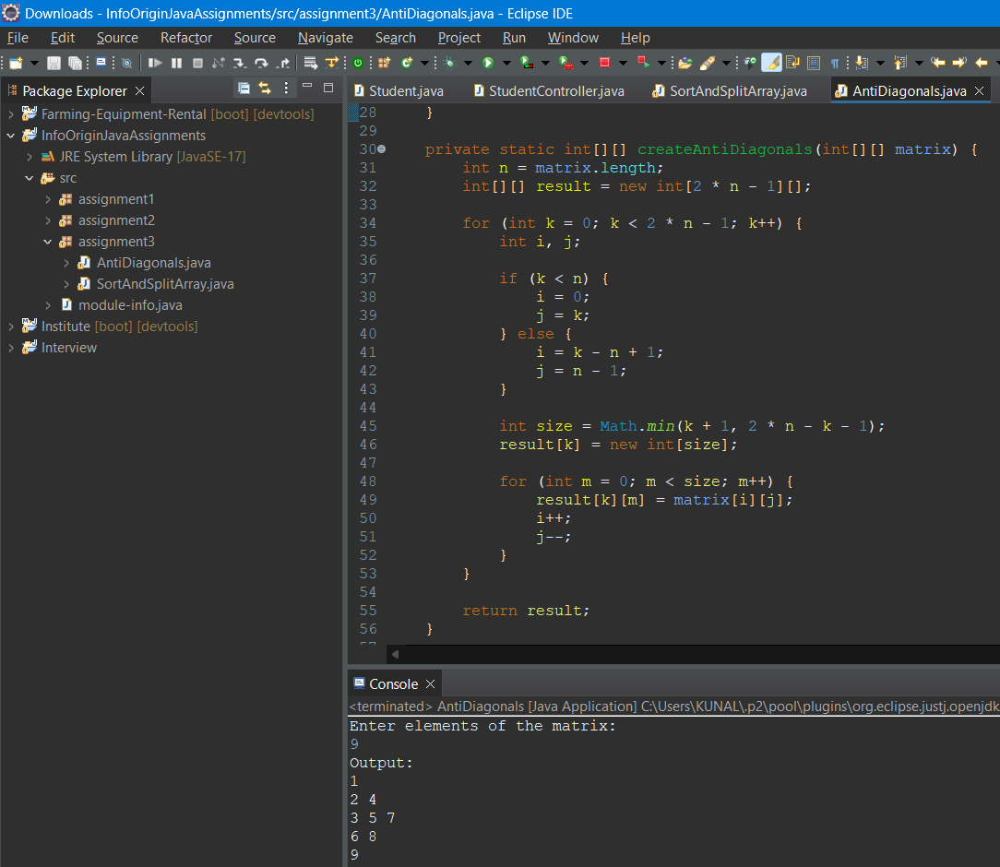 Downloads - InfoOriginJavaAssignments/src/assignment3/AntiDiagonals.java - Eclipse IDE
File Edit Source Refactor Source Navigate Search Project Run Window Help
Package Explorer
Farming-Equipment-Rental [boot] [devtools]
InfoOriginJavaAssignments
JRE System Library [JavaSE-17]
src
assignment1
assignment2
assignment3
AntiDiagonals.java
SortAndSplitArray.java
module-info.java
Institute [boot] [devtools]
Interview
Student.java StudentController.java SortAndSplitArray.java AntiDiagonals.java
28     }
29
30     private static int[][] createAntiDiagonals(int[][] matrix) {
31         int n = matrix.length;
32         int[][] result = new int[2 * n - 1][];
33
34         for (int k = 0; k < 2 * n - 1; k++) {
35             int i, j;
36
37             if (k < n) {
38                 i = 0;
39                 j = k;
40             } else {
41                 i = k - n + 1;
42                 j = n - 1;
43             }
44
45             int size = Math.min(k + 1, 2 * n - k - 1);
46             result[k] = new int[size];
47
48             for (int m = 0; m < size; m++) {
49                 result[k][m] = matrix[i][j];
50                 i++;
51                 j--;
52             }
53         }
54
55         return result;
56     }
57
Console
<terminated> AntiDiagonals [Java Application] C:\Users\KUNAL\.p2\pool\plugins\org.eclipse.justj.openjdk
Enter elements of the matrix:
9
Output:
1
2 4
3 5 7
6 8
9